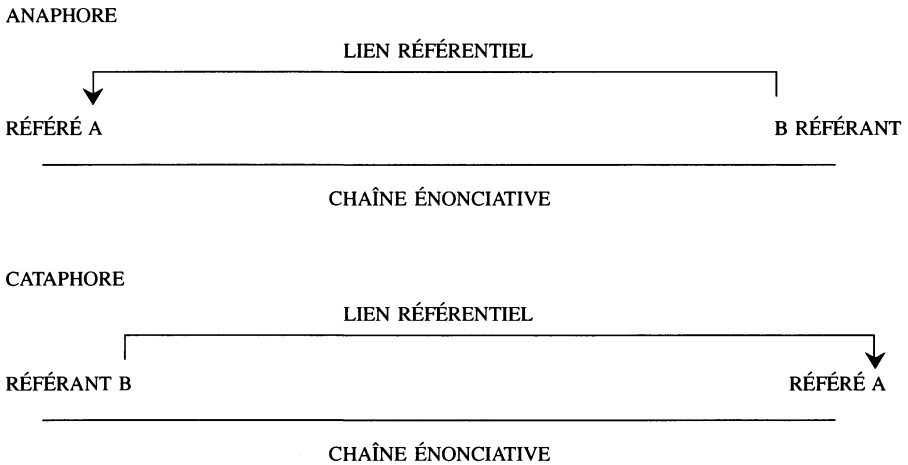 ANAPHORE
LIEN RÉFÉRENTIEL
RÉFÉRÉ A B RÉFÉRANT
CHAÎNE ÉNONCIATIVE
CATAPHORE
LIEN RÉFÉRENTIEL
RÉFÉRANT B RÉFÉRÉ A
CHAÎNE ÉNONCIATIVE